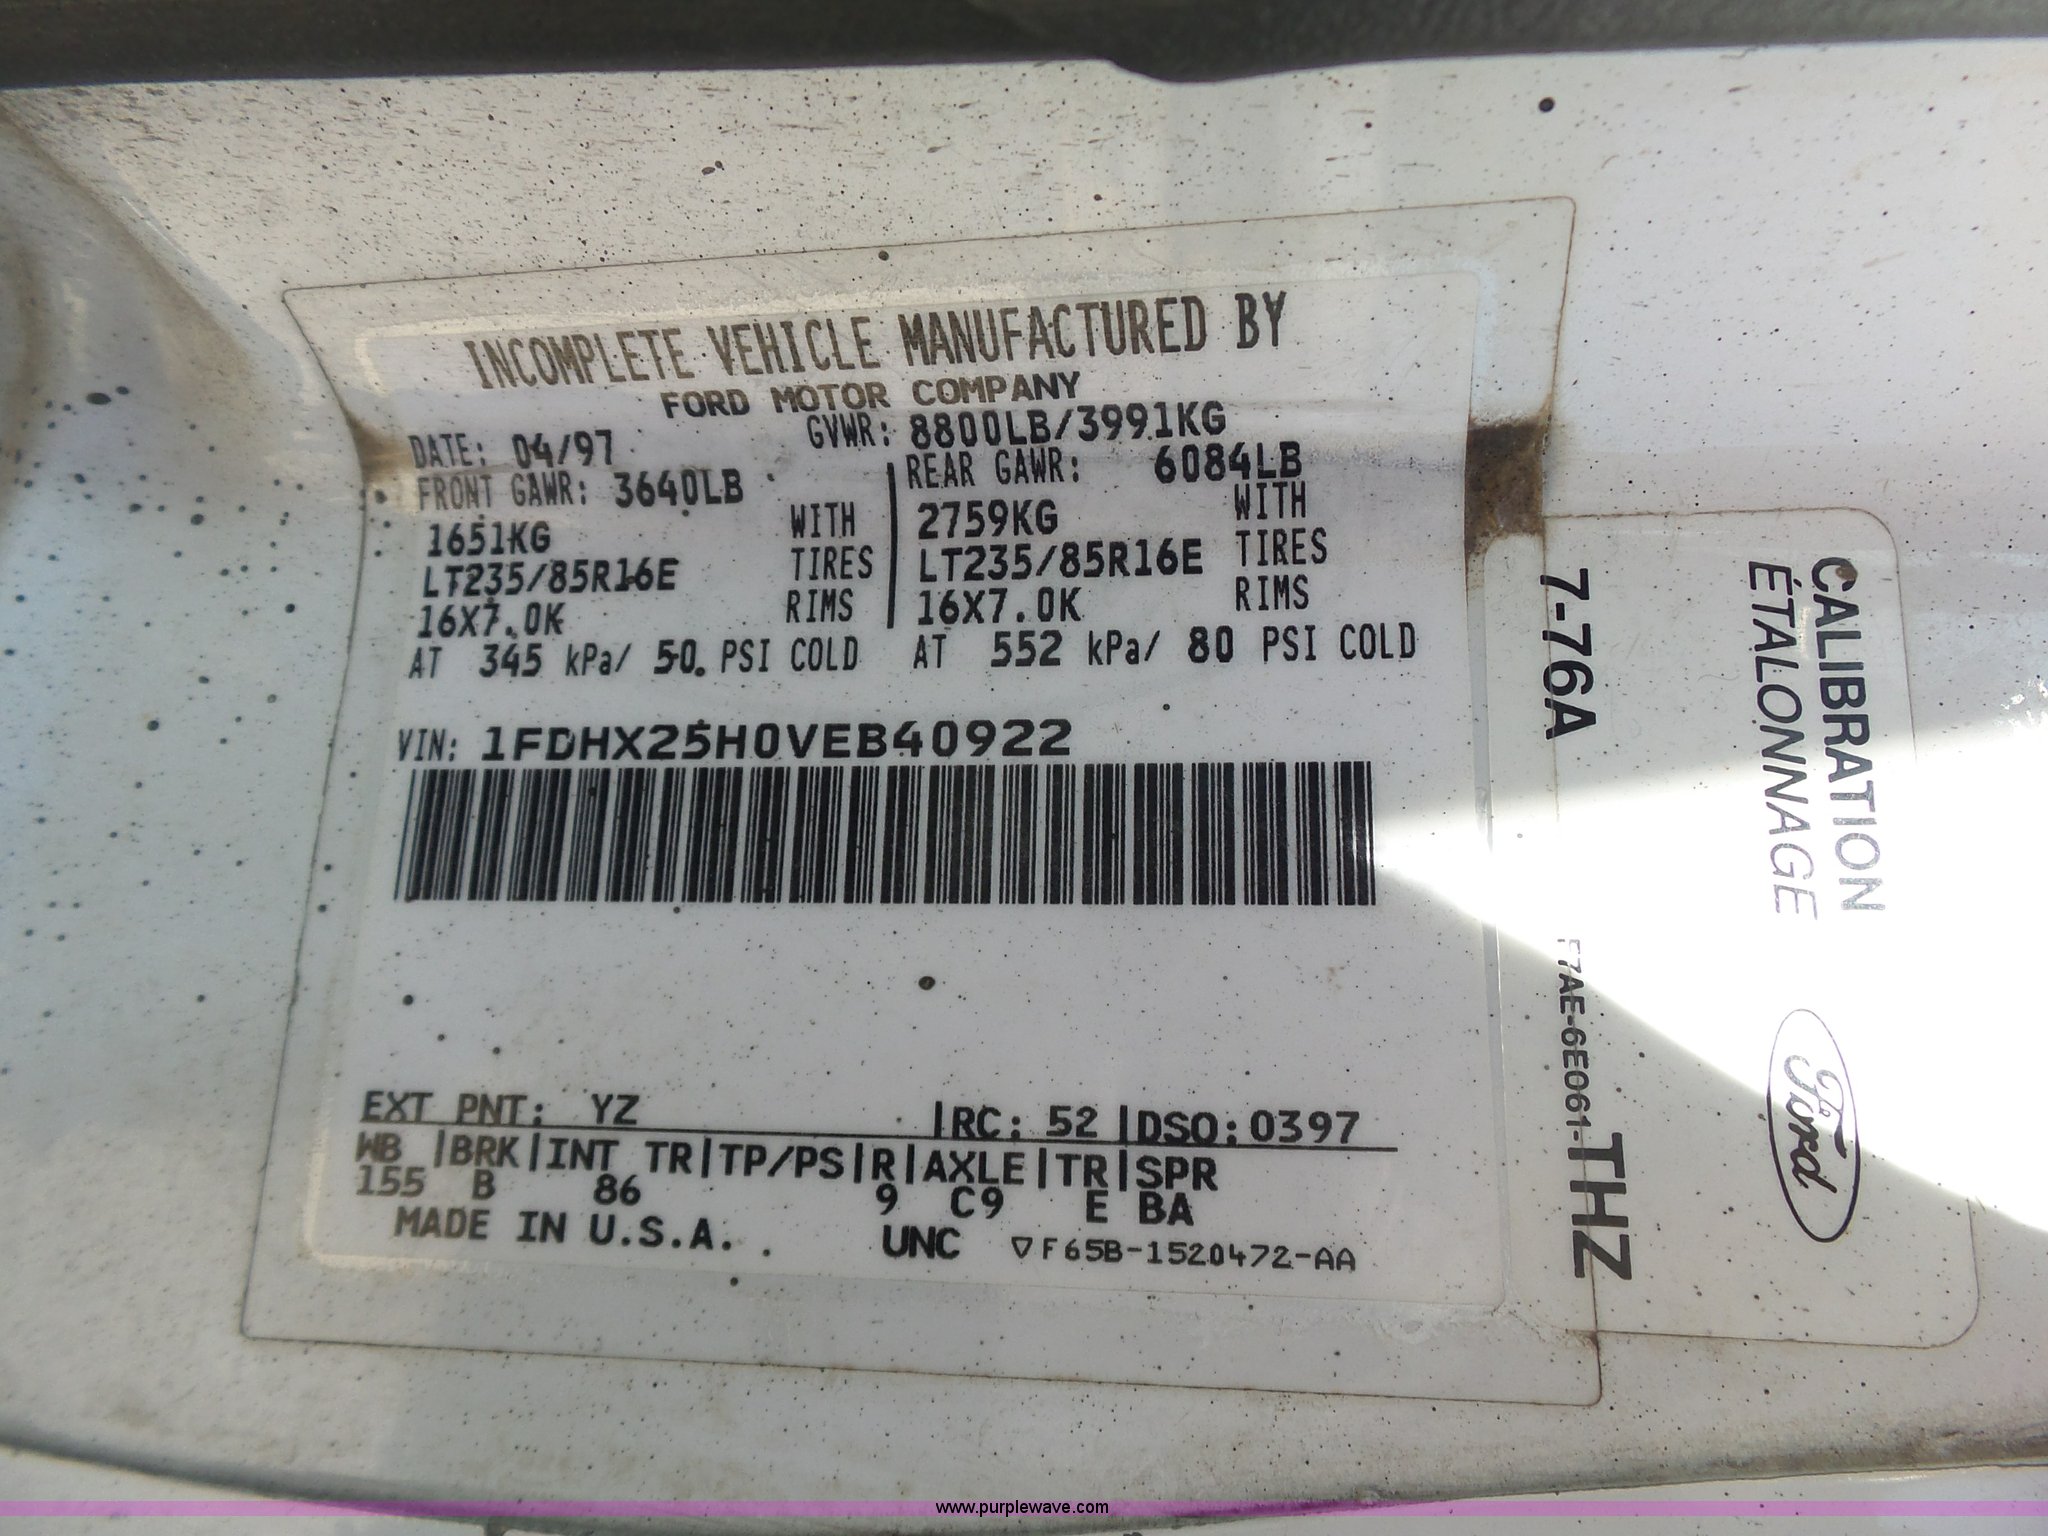 INCOMPLETE VEHICLE MANUFACTURED BY
FORD MOTOR COMPANY
DATE: 04/97 GVWR: 8800LB/3991KG
FRONT GAWR: 3640LB REAR GAWR: 6084LB
1651KG WITH 2759KG WITH
LT235/85R16E TIRES LT235/85R16E TIRES
16X7.0K RIMS 16X7.0K RIMS
AT 345 kPa/ 50 PSI COLD AT 552 kPa/ 80 PSI COLD
VIN: 1FDHX25H0VEB40922
EXT PNT: YZ |RC: 52 |DSO:0397
WB |BRK|INT TR|TP/PS|R|AXLE|TR|SPR
155 B 86 9 C9 E BA
MADE IN U.S.A. UNC ▽F65B-1520472-AA
CALIBRATION
ÉTALONNAGE
7-76A
F7AE-6E061-THZ
Ford
www.purplewave.com